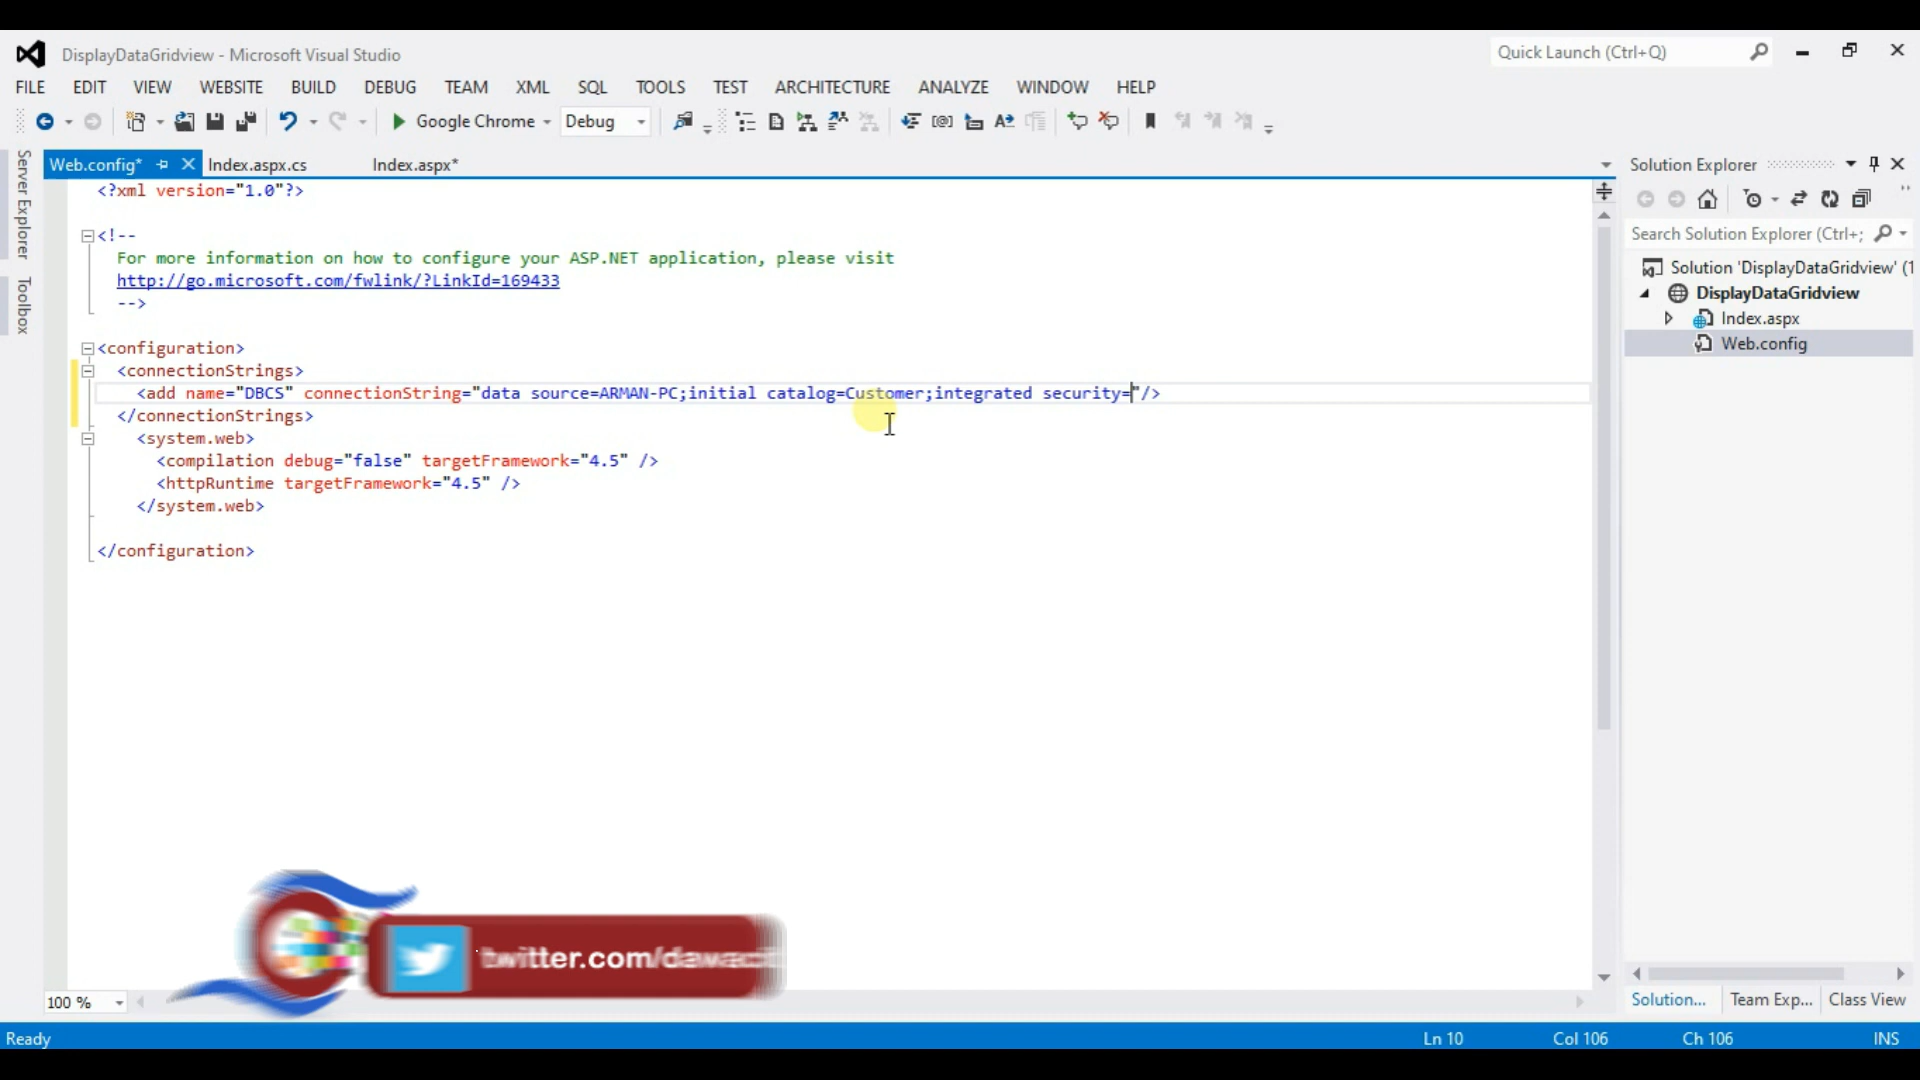 DisplayDataGridview - Microsoft Visual Studio
Quick Launch (Ctrl+Q)
FILE EDIT VIEW WEBSITE BUILD DEBUG TEAM XML SQL TOOLS TEST ARCHITECTURE ANALYZE WINDOW HELP
Google Chrome Debug
Web.config* Index.aspx.cs Index.aspx*
Server Explorer
Toolbox
<?xml version="1.0"?>
<!--
For more information on how to configure your ASP.NET application, please visit
http://go.microsoft.com/fwlink/?LinkId=169433
-->
<configuration>
<connectionStrings>
<add name="DBCS" connectionString="data source=ARMAN-PC;initial catalog=Customer;integrated security="/>
</connectionStrings>
<system.web>
<compilation debug="false" targetFramework="4.5" />
<httpRuntime targetFramework="4.5" />
</system.web>
</configuration>
Solution Explorer
Search Solution Explorer (Ctrl+;
Solution 'DisplayDataGridview' (1
DisplayDataGridview
Index.aspx
Web.config
100 %
Solution... Team Exp... Class View
Ready Ln 10 Col 106 Ch 106 INS